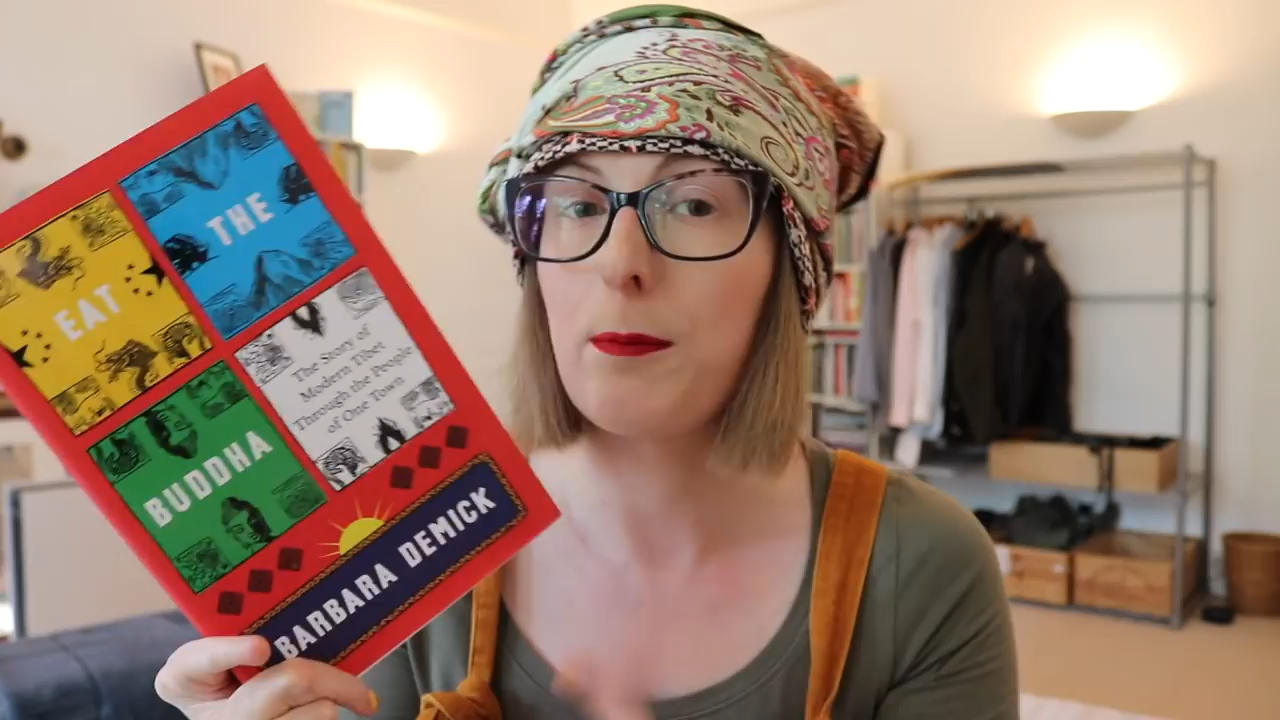 EAT
THE
BUDDHA
The Story of
Modern Tibet
Through the People
of One Town
BARBARA DEMICK